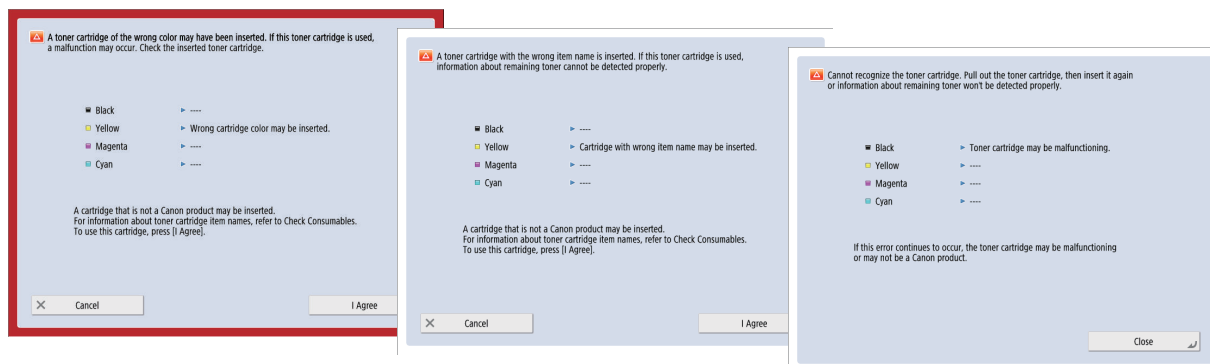 A toner cartridge of the wrong color may have been inserted. If this toner cartridge is used,
a malfunction may occur. Check the inserted toner cartridge.
Black ----
Yellow Wrong cartridge color may be inserted.
Magenta ----
Cyan ----
A cartridge that is not a Canon product may be inserted.
For information about toner cartridge item names, refer to Check Consumables.
To use this cartridge, press [I Agree].
Cancel
I Agree
A toner cartridge with the wrong item name is inserted. If this toner cartridge is used,
information about remaining toner cannot be detected properly.
Black ----
Yellow Cartridge with wrong item name may be inserted.
Magenta ----
Cyan ----
A cartridge that is not a Canon product may be inserted.
For information about toner cartridge item names, refer to Check Consumables.
To use this cartridge, press [I Agree].
Cancel
I Agree
Cannot recognize the toner cartridge. Pull out the toner cartridge, then insert it again
or information about remaining toner won't be detected properly.
Black Toner cartridge may be malfunctioning.
Yellow ----
Magenta ----
Cyan ----
If this error continues to occur, the toner cartridge may be malfunctioning
or may not be a Canon product.
Close